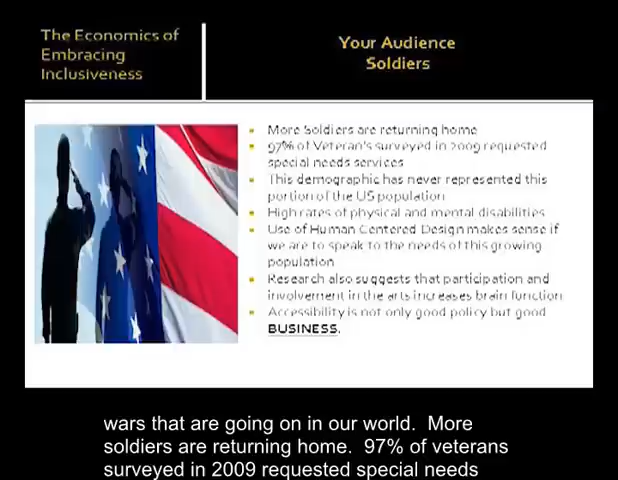 The Economics of
Embracing
Inclusiveness
Your Audience
Soldiers
More Soldiers are returning home
97% of Veteran's surveyed in 2009 requested
special needs services
This demographic has never represented this
portion of the US population
High rates of physical and mental disabilities
Use of Human Centered Design makes sense if
we are to speak to the needs of this growing
population
Research also suggests that participation and
involvement in the arts increases brain function
Accessibility is not only good policy but good
BUSINESS.
wars that are going on in our world.  More
soldiers are returning home.  97% of veterans
surveyed in 2009 requested special needs